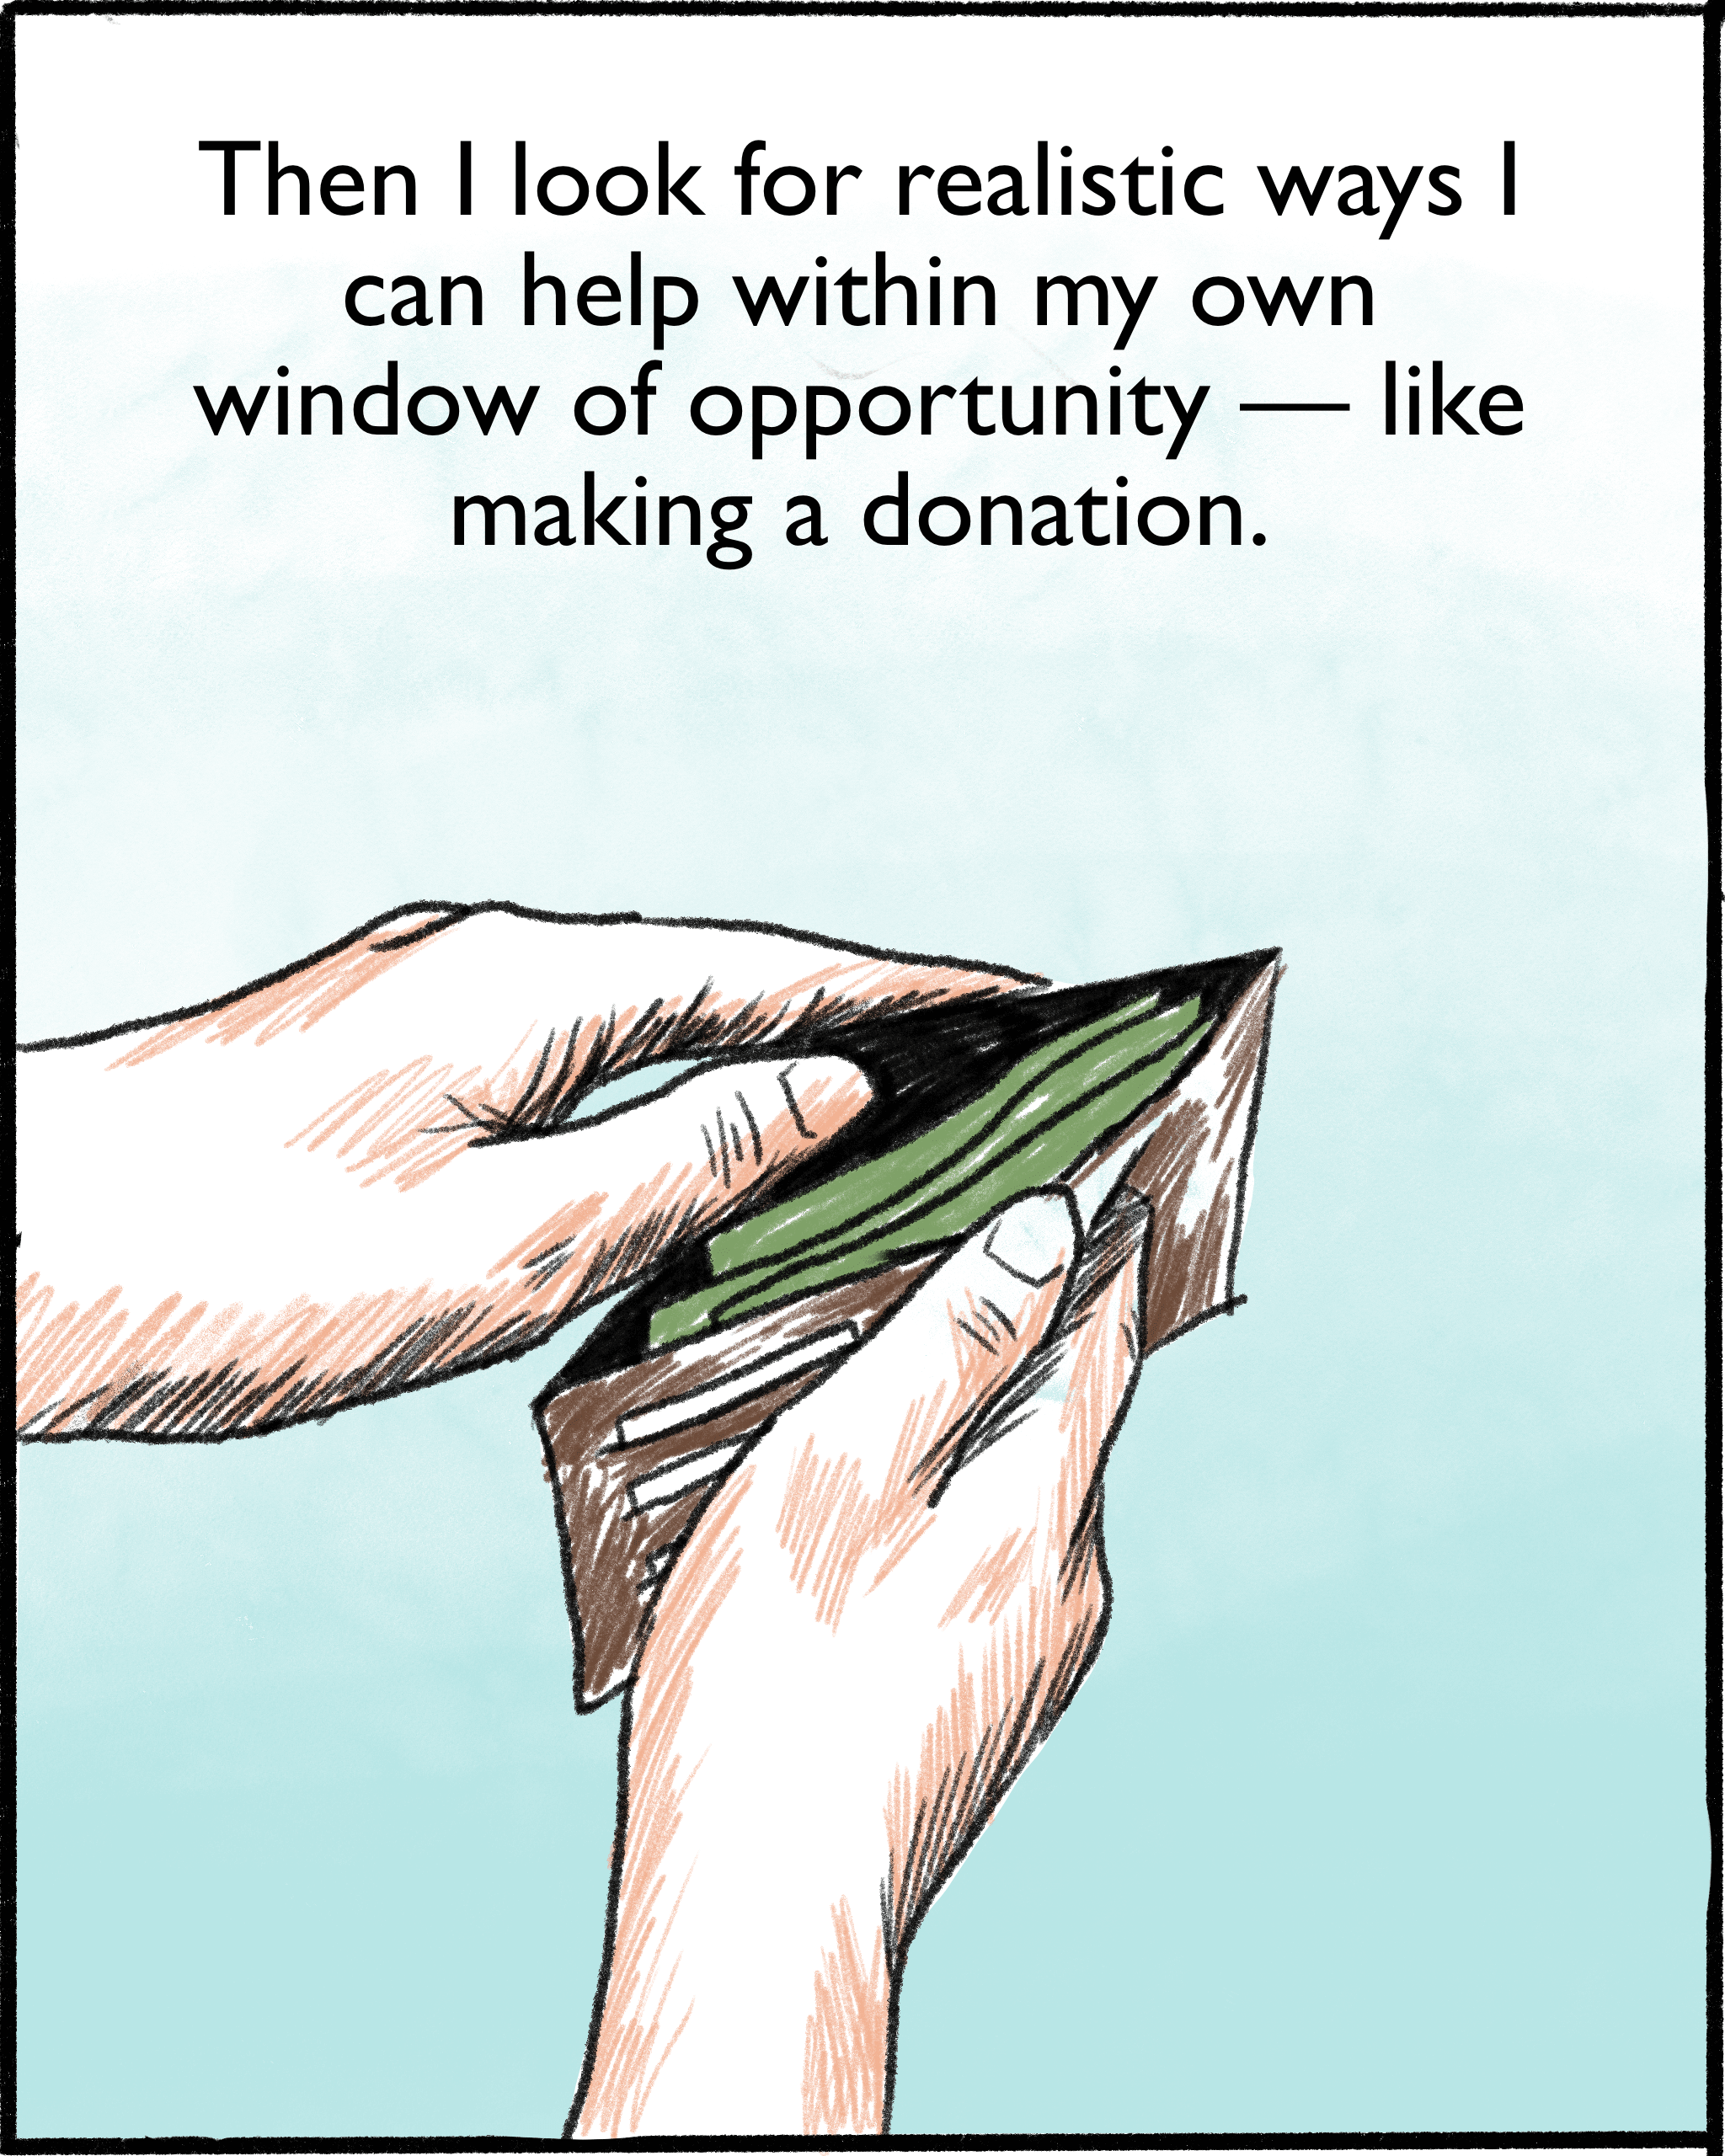 Then I look for realistic ways I
can help within my own
window of opportunity — like
making a donation.